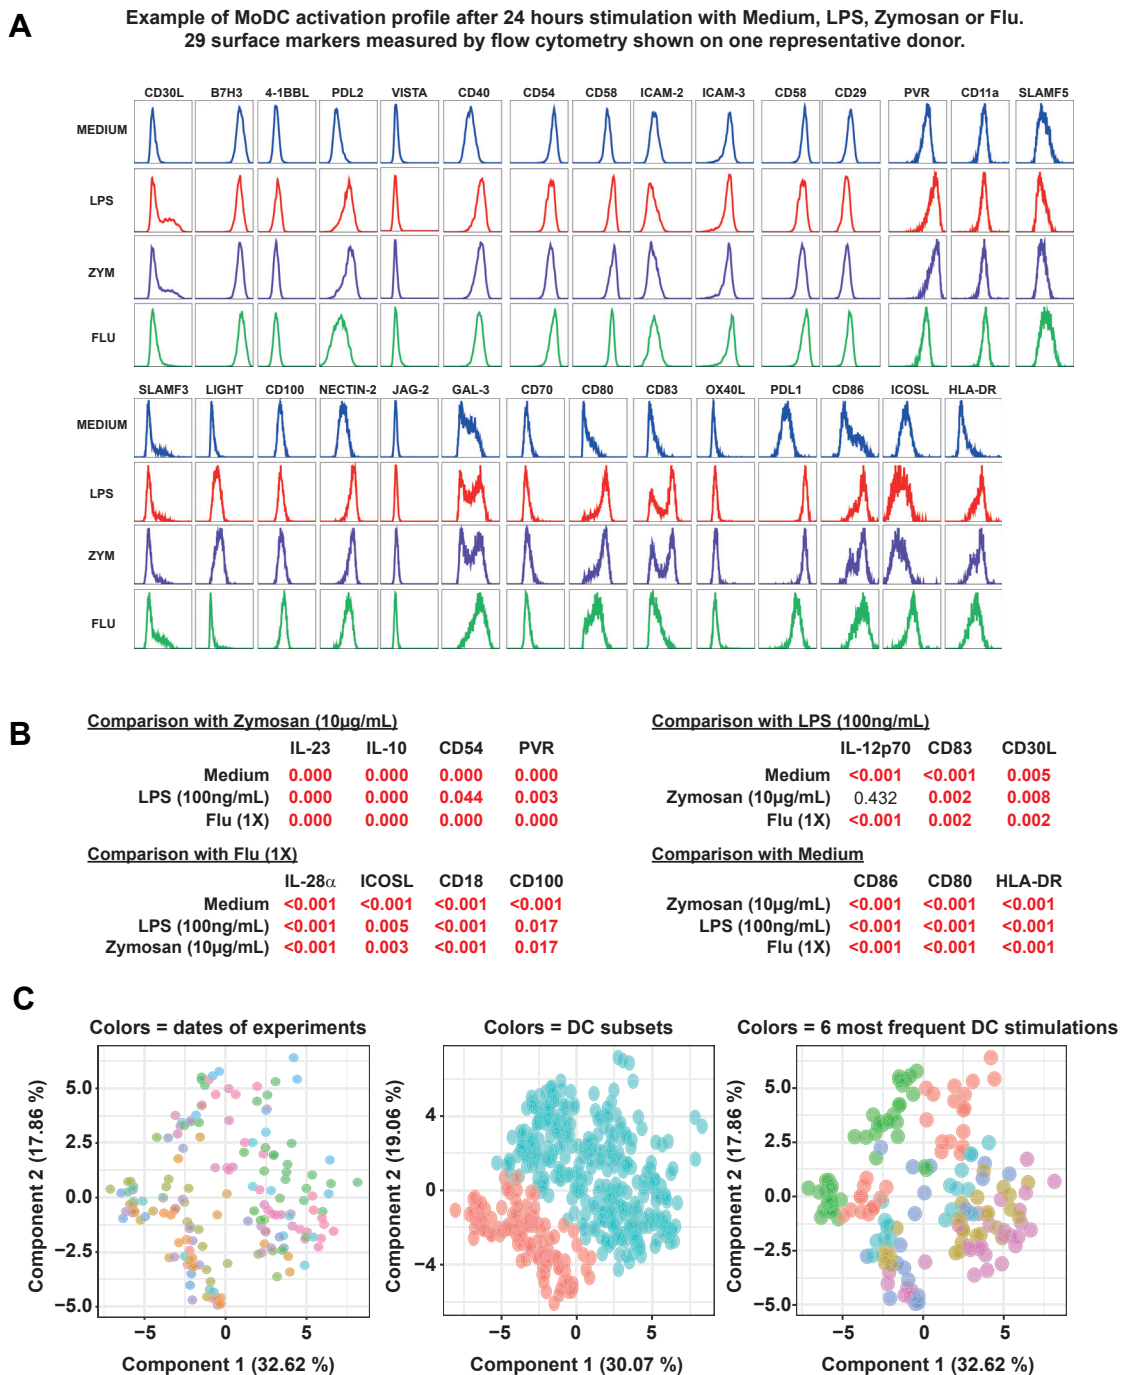 A
Example of MoDC activation profile after 24 hours stimulation with Medium, LPS, Zymosan or Flu.
29 surface markers measured by flow cytometry shown on one representative donor.
CD30L B7H3 4-1BBL PDL2 VISTA CD40 CD54 CD58 ICAM-2 ICAM-3 CD58 CD29 PVR CD11a SLAMF5
MEDIUM
LPS
ZYM
FLU
SLAMF3 LIGHT CD100 NECTIN-2 JAG-2 GAL-3 CD70 CD80 CD83 OX40L PDL1 CD86 ICOSL HLA-DR
MEDIUM
LPS
ZYM
FLU
B
Comparison with Zymosan (10µg/mL)
IL-23 IL-10 CD54 PVR
Medium 0.000 0.000 0.000 0.000
LPS (100ng/mL) 0.000 0.000 0.044 0.003
Flu (1X) 0.000 0.000 0.000 0.000
Comparison with LPS (100ng/mL)
IL-12p70 CD83 CD30L
Medium <0.001 <0.001 0.005
Zymosan (10µg/mL) 0.432 0.002 0.008
Flu (1X) <0.001 0.002 0.002
Comparison with Flu (1X)
IL-28α ICOSL CD18 CD100
Medium <0.001 <0.001 <0.001 <0.001
LPS (100ng/mL) <0.001 0.005 <0.001 0.017
Zymosan (10µg/mL) <0.001 0.003 <0.001 0.017
Comparison with Medium
CD86 CD80 HLA-DR
Zymosan (10µg/mL) <0.001 <0.001 <0.001
LPS (100ng/mL) <0.001 <0.001 <0.001
Flu (1X) <0.001 <0.001 <0.001
C
Colors = dates of experiments
Component 2 (17.86 %)
5.0
2.5
0.0
−2.5
−5.0
−5 0 5
Component 1 (32.62 %)
Colors = DC subsets
Component 2 (19.06 %)
4
0
−4
−5 0 5
Component 1 (30.07 %)
Colors = 6 most frequent DC stimulations
Component 2 (17.86 %)
5.0
2.5
0.0
−2.5
−5.0
−5 0 5
Component 1 (32.62 %)